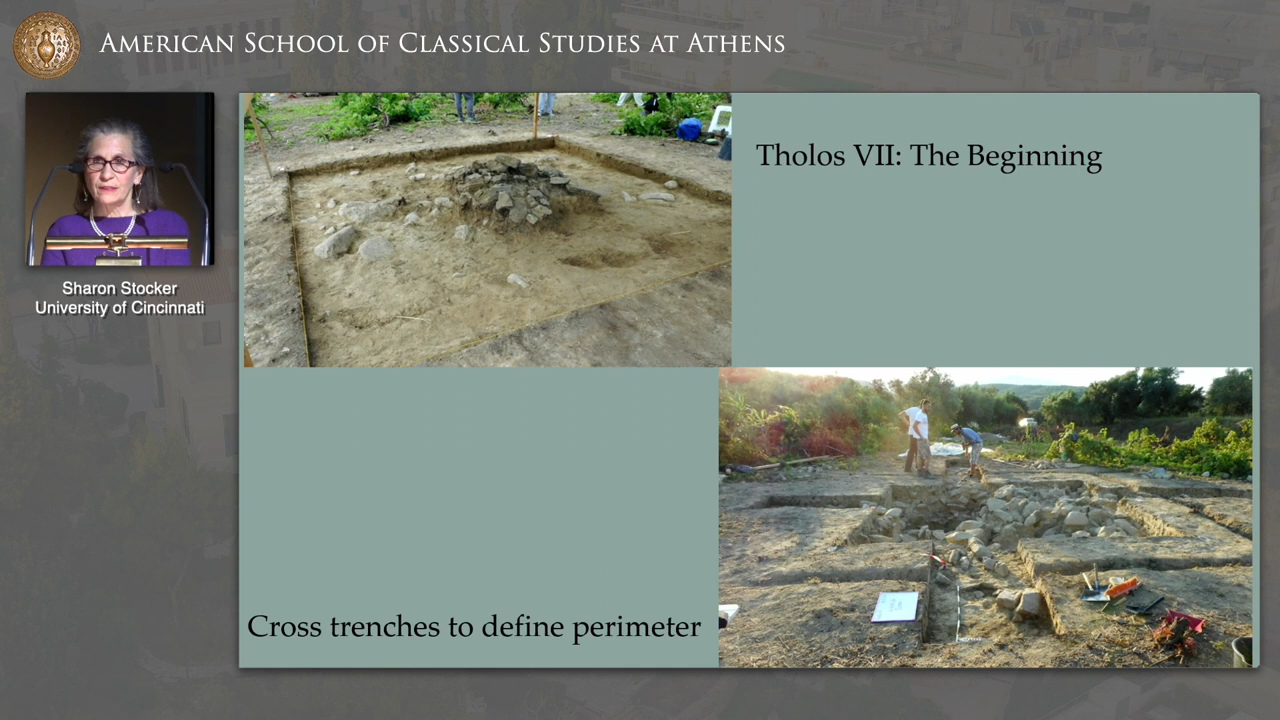 AMERICAN SCHOOL OF CLASSICAL STUDIES AT ATHENS
Sharon Stocker
University of Cincinnati
Tholos VII: The Beginning
Cross trenches to define perimeter